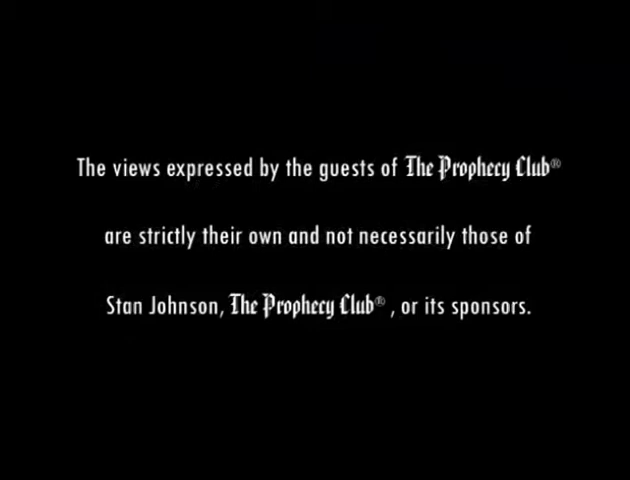 The views expressed by the guests of The Prophecy Club®
are strictly their own and not necessarily those of
Stan Johnson, The Prophecy Club® , or its sponsors.